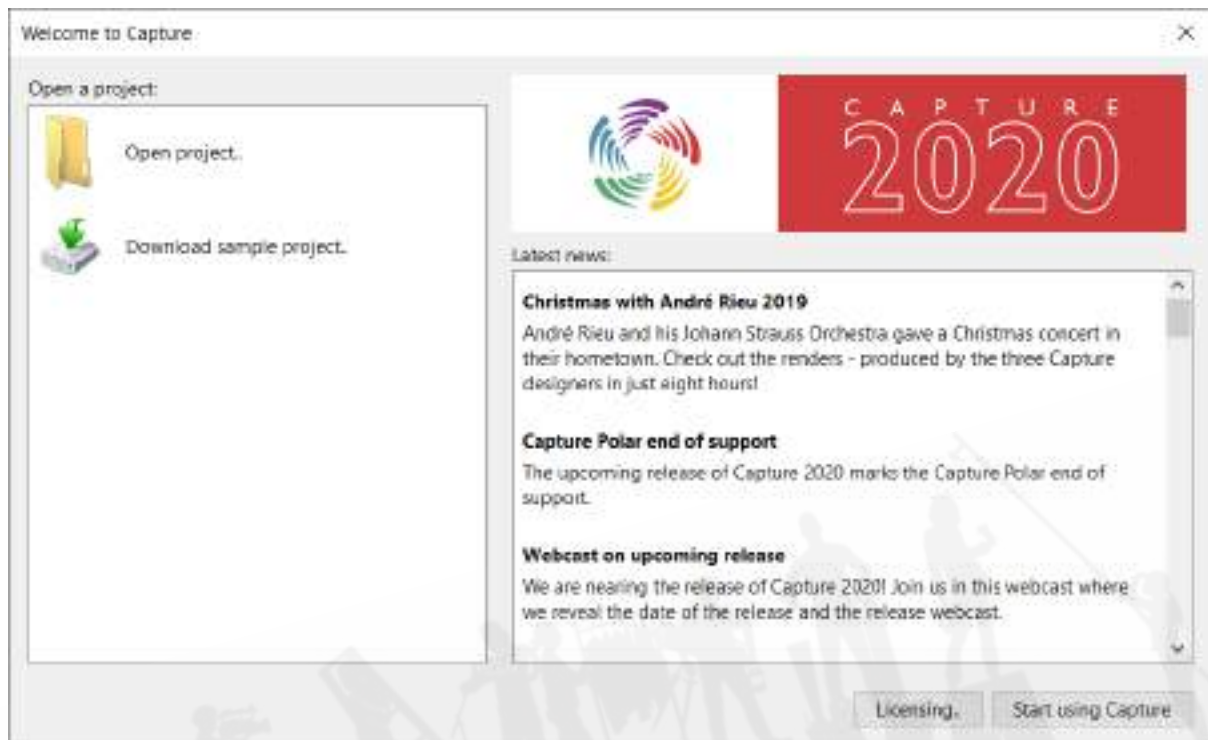 Welcome to Capture
Open a project:
Open project..
Download sample project..
CAPTURE
2020
Latest news:
Christmas with André Rieu 2019
André Rieu and his Johann Strauss Orchestra gave a Christmas concert in
their hometown. Check out the renders - produced by the three Capture
designers in just eight hours!
Capture Polar end of support
The upcoming release of Capture 2020 marks the Capture Polar end of
support.
Webcast on upcoming release
We are nearing the release of Capture 2020! Join us in this webcast where
we reveal the date of the release and the release webcast.
Licensing..
Start using Capture